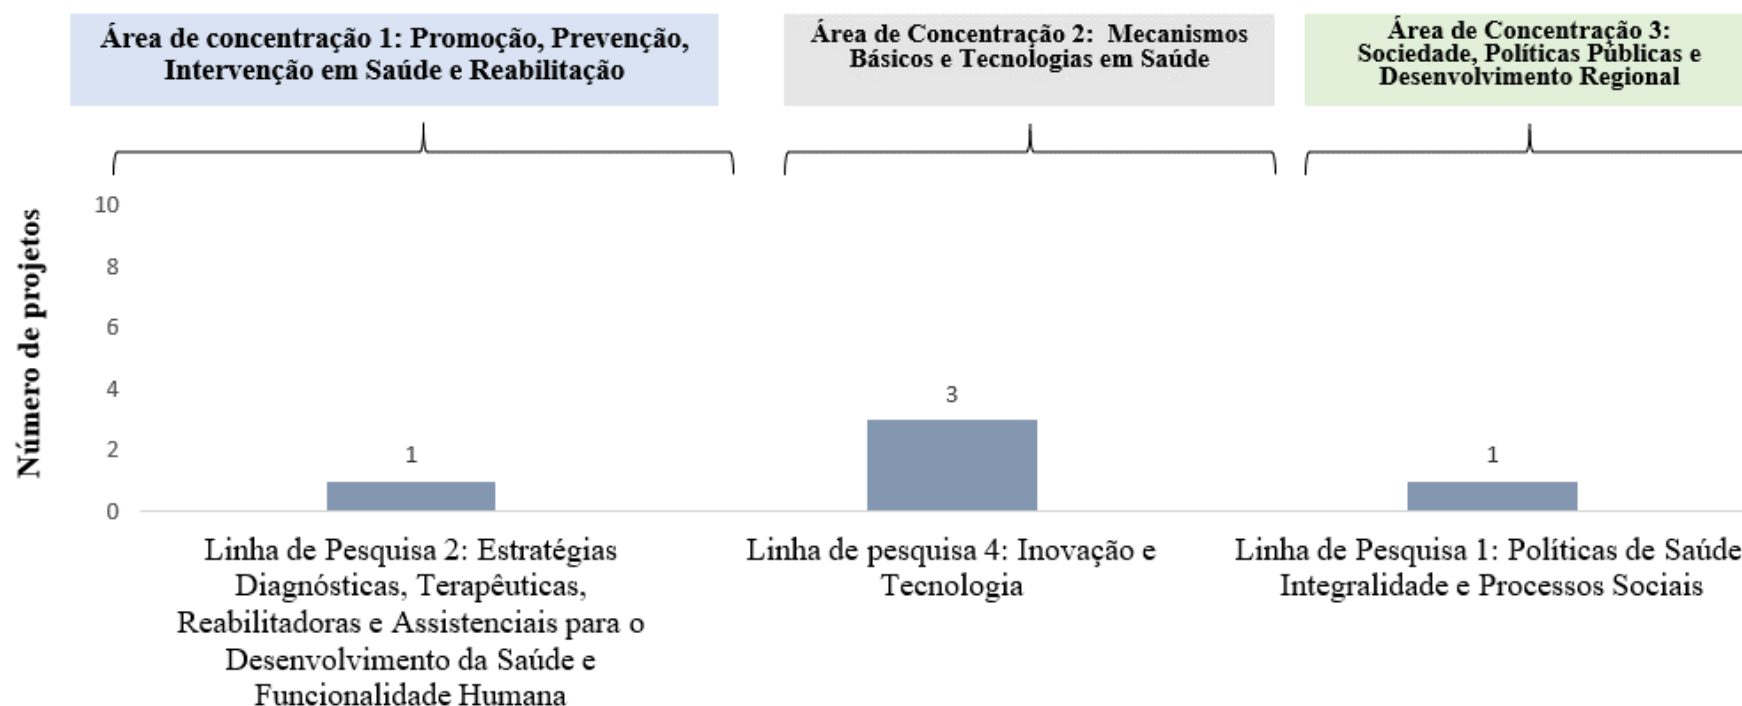 Área de concentração 1: Promoção, Prevenção,
Intervenção em Saúde e Reabilitação
Área de Concentração 2: Mecanismos
Básicos e Tecnologias em Saúde
Área de Concentração 3:
Sociedade, Políticas Públicas e
Desenvolvimento Regional
Número de projetos
10
8
6
4
2
0
1
3
1
Linha de Pesquisa 2: Estratégias
Diagnósticas, Terapêuticas,
Reabilitadoras e Assistenciais para o
Desenvolvimento da Saúde e
Funcionalidade Humana
Linha de pesquisa 4: Inovação e
Tecnologia
Linha de Pesquisa 1: Políticas de Saúde
Integralidade e Processos Sociais